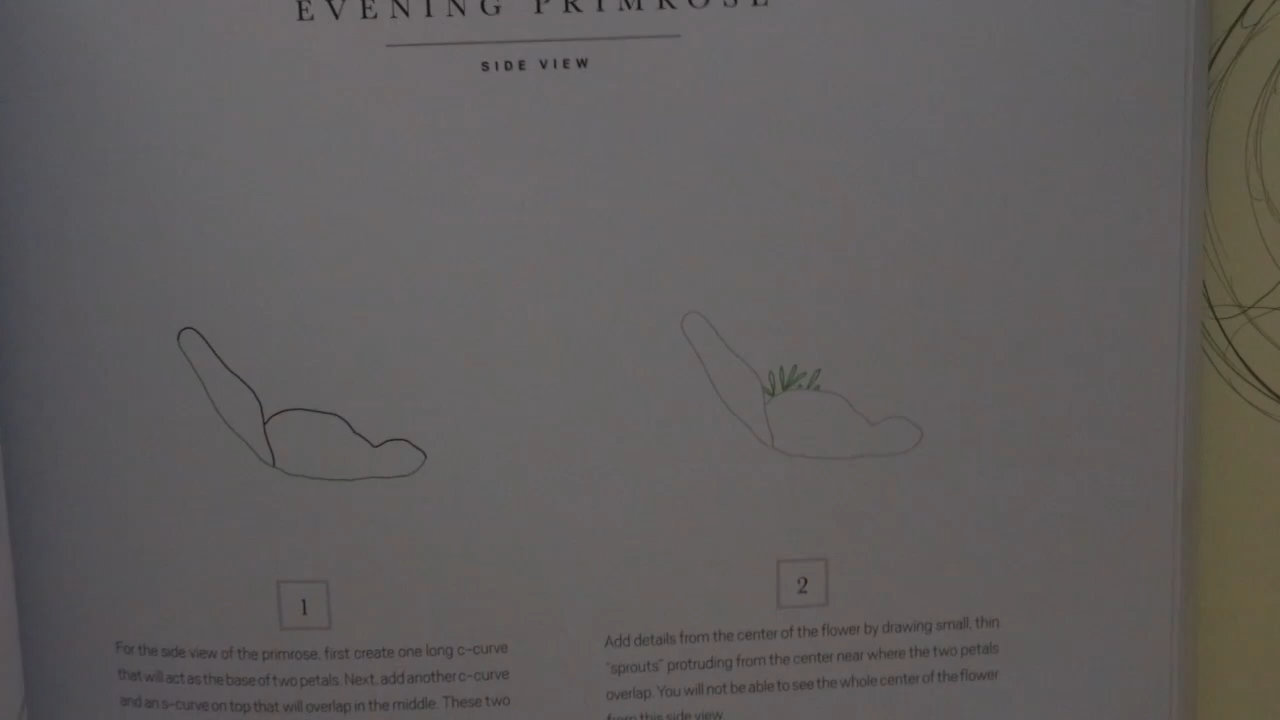 EVENING PRIMROSE
SIDE VIEW
1
For the side view of the primrose, first create one long c-curve
that will act as the base of two petals. Next, add another c-curve
and an s-curve on top that will overlap in the middle. These two
2
Add details from the center of the flower by drawing small, thin
"sprouts" protruding from the center near where the two petals
overlap. You will not be able to see the whole center of the flower
from this side view.